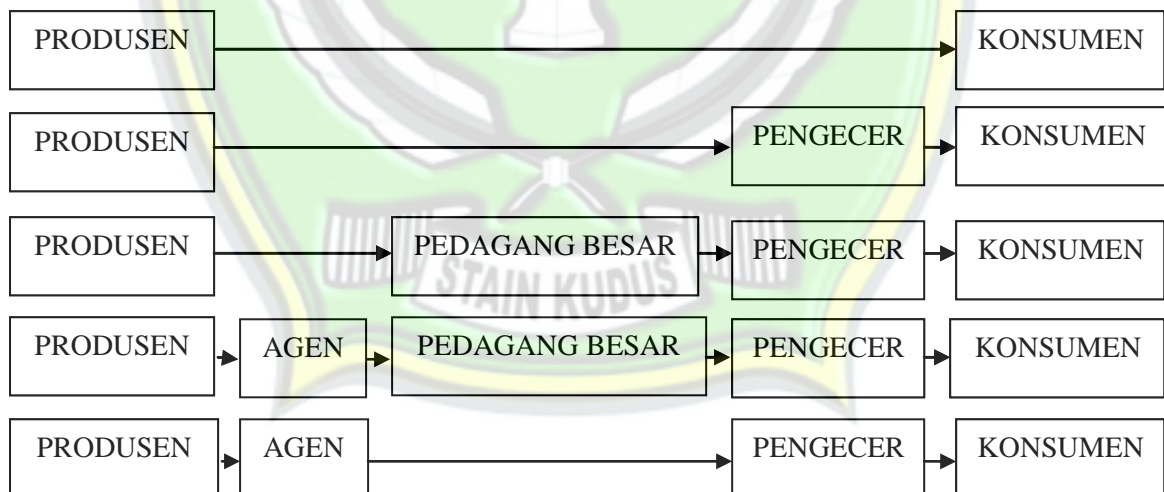 PRODUSEN KONSUMEN
PRODUSEN PENGECER KONSUMEN
PRODUSEN PEDAGANG BESAR PENGECER KONSUMEN
STAIN KUDUS
PRODUSEN AGEN PEDAGANG BESAR PENGECER KONSUMEN
PRODUSEN AGEN PENGECER KONSUMEN